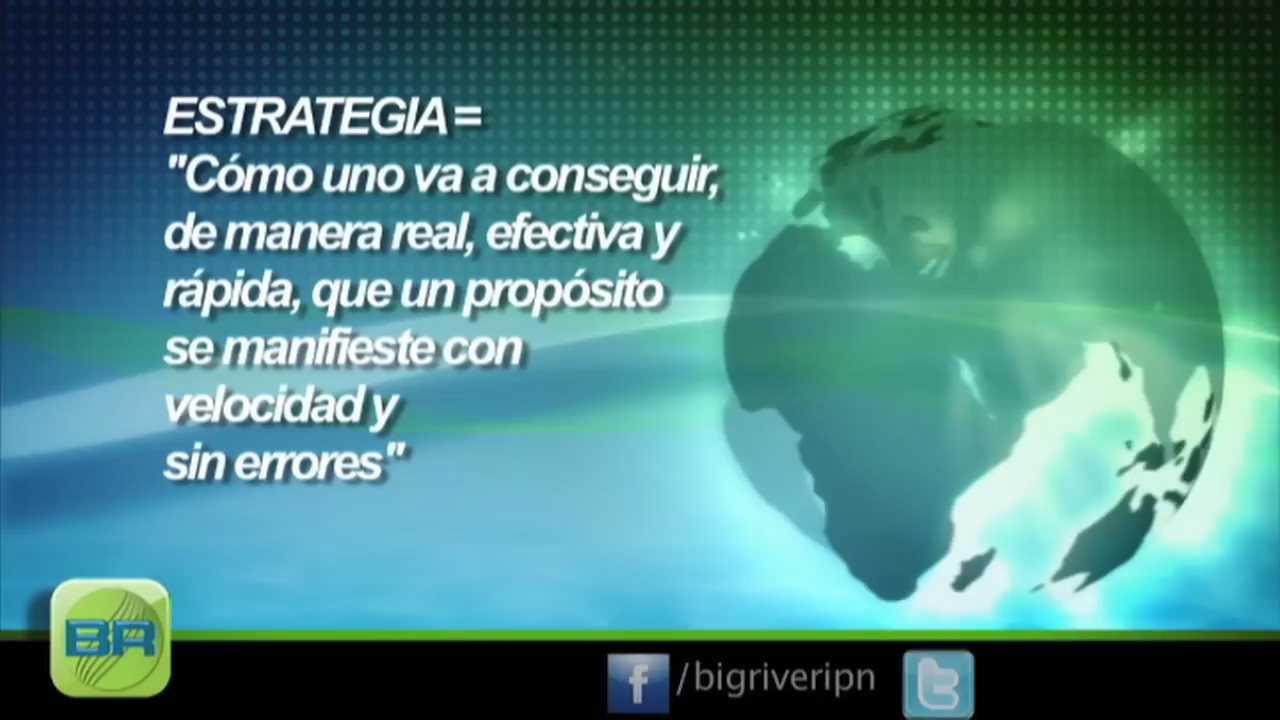 ESTRATEGIA =
"Cómo uno va a conseguir,
de manera real, efectiva y
rápida, que un propósito
se manifieste con
velocidad y
sin errores"
BR
f /bigriveripn t